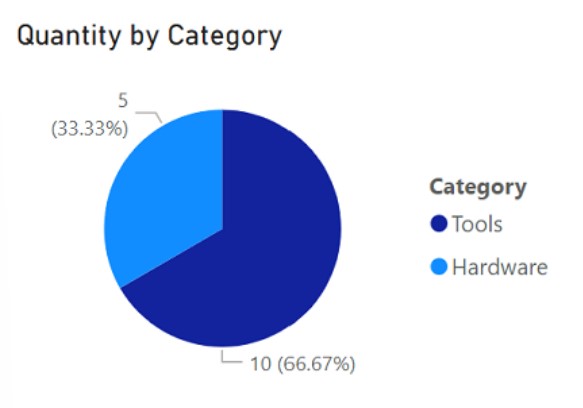 Quantity by Category
5
(33.33%)
Category
Tools
Hardware
10 (66.67%)